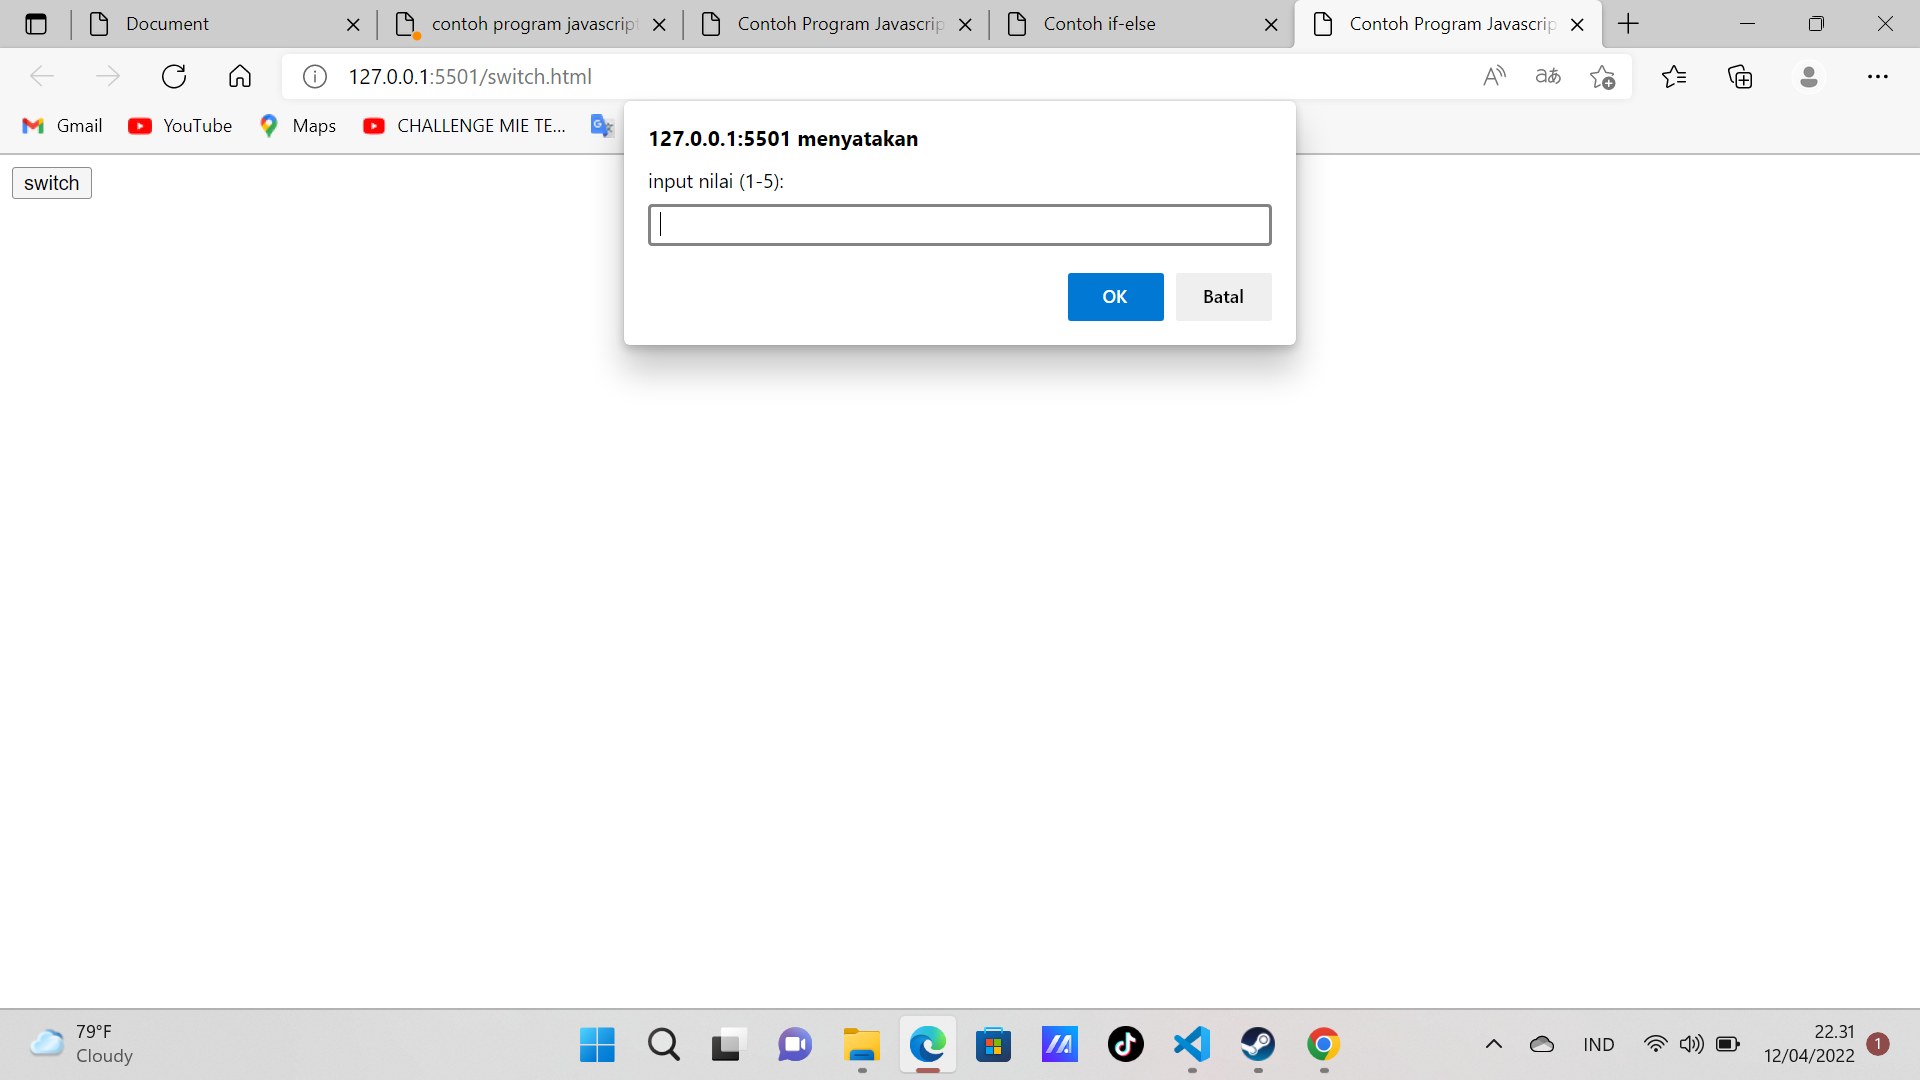 Document
contoh program javascript
Contoh Program Javascrip
Contoh if-else
Contoh Program Javascrip
127.0.0.1:5501/switch.html
Gmail
YouTube
Maps
CHALLENGE MIE TE...
127.0.0.1:5501 menyatakan
input nilai (1-5):
OK
Batal
switch
79°F
Cloudy
IND
22.31
12/04/2022
1